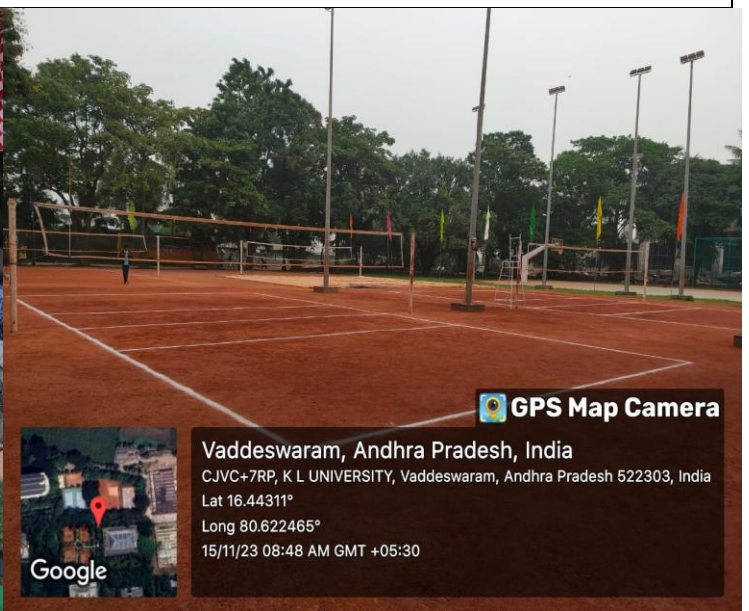 GPS Map Camera
Vaddeswaram, Andhra Pradesh, India
CJVC+7RP, K L UNIVERSITY, Vaddeswaram, Andhra Pradesh 522303, India
Lat 16.44311°
Long 80.622465°
15/11/23 08:48 AM GMT +05:30
Google